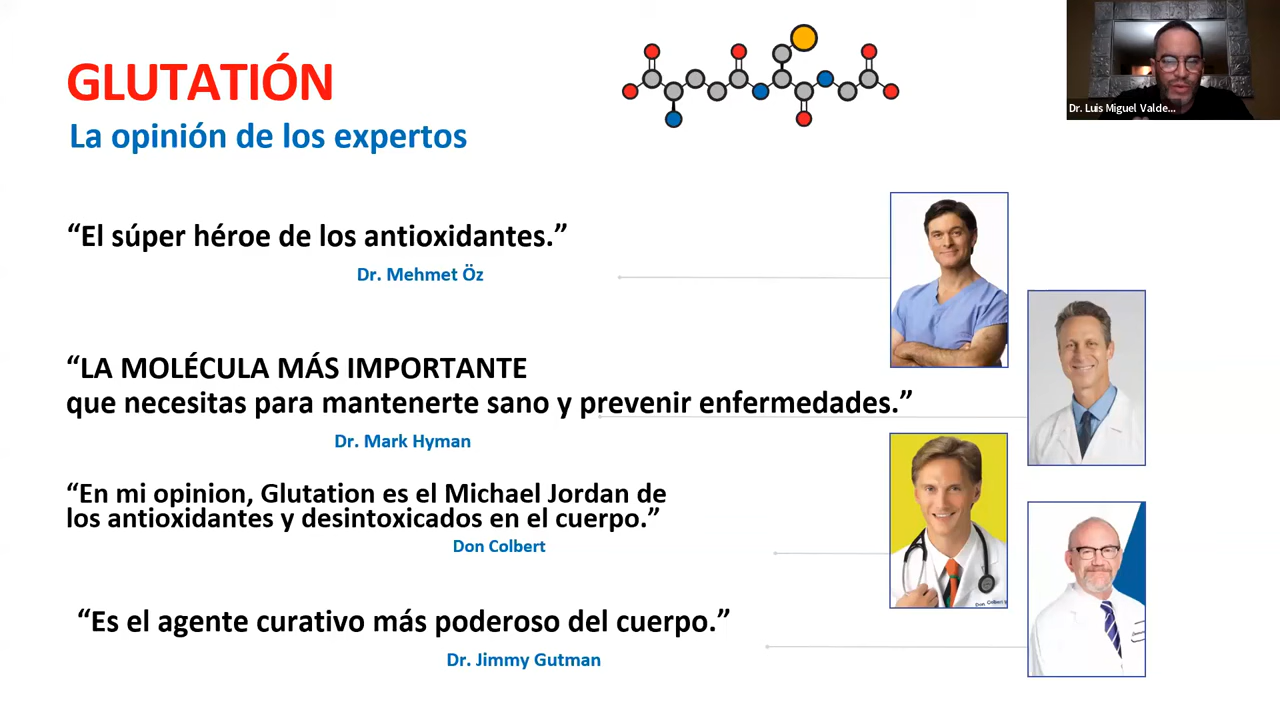 GLUTATIÓN
La opinión de los expertos
Dr. Luis Miguel Valde...
“El súper héroe de los antioxidantes.”
Dr. Mehmet Öz
“LA MOLÉCULA MÁS IMPORTANTE
que necesitas para mantenerte sano y prevenir enfermedades.”
Dr. Mark Hyman
“En mi opinion, Glutation es el Michael Jordan de
los antioxidantes y desintoxicados en el cuerpo.”
Don Colbert
Don Colbert
“Es el agente curativo más poderoso del cuerpo.”
Dr. Jimmy Gutman